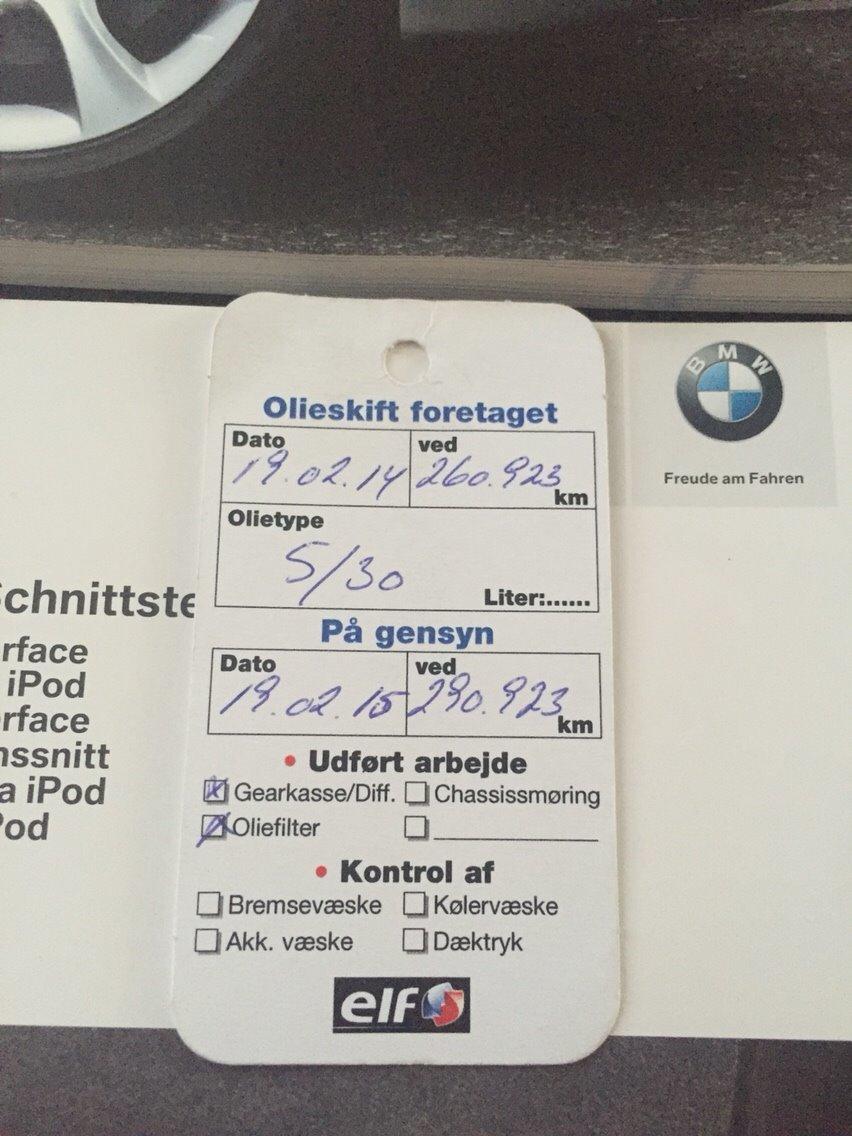 BMW
Freude am Fahren
Schnittste
rface
iPod
rface
nssnitt
a iPod
Pod
Olieskift foretaget
Dato ved
19.02.14 260.923 km
Olietype
5/30
Liter:......
På gensyn
Dato ved
19.02.15 290.923 km
• Udført arbejde
Gearkasse/Diff. Chassissmøring
Oliefilter
• Kontrol af
Bremsevæske Kølervæske
Akk. væske Dæktryk
elf